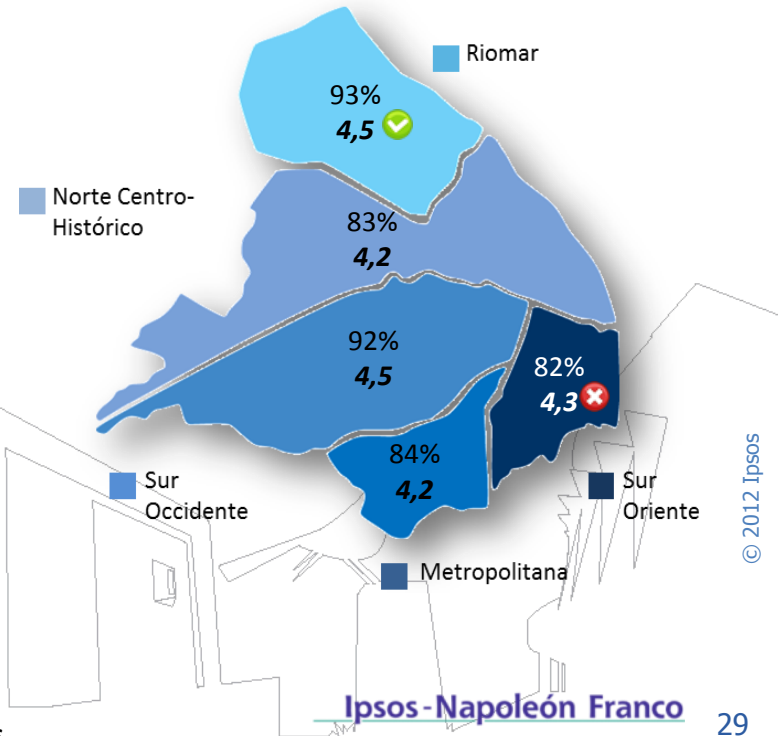 Riomar
93%
4,5
Norte Centro-
Histórico
83%
4,2
92%
4,5
82%
4,3
84%
4,2
Sur
Occidente
Sur
Oriente
Metropolitana
© 2012 Ipsos
Ipsos-Napoleón Franco
29